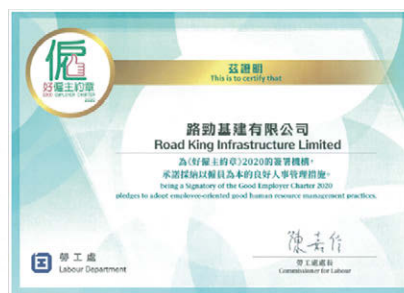 僱
好僱主約章
GOOD EMPLOYER CHARTER
2020
茲證明
This is to certify that
路勁基建有限公司
Road King Infrastructure Limited
為《好僱主約章》2020的簽署機構，
承諾採納以僱員為本的良好人事管理措施。
being a Signatory of the Good Employer Charter 2020
pledges to adopt employee-oriented good human resource management practices.
勞工處
Labour Department
勞工處處長
Commissioner for Labour